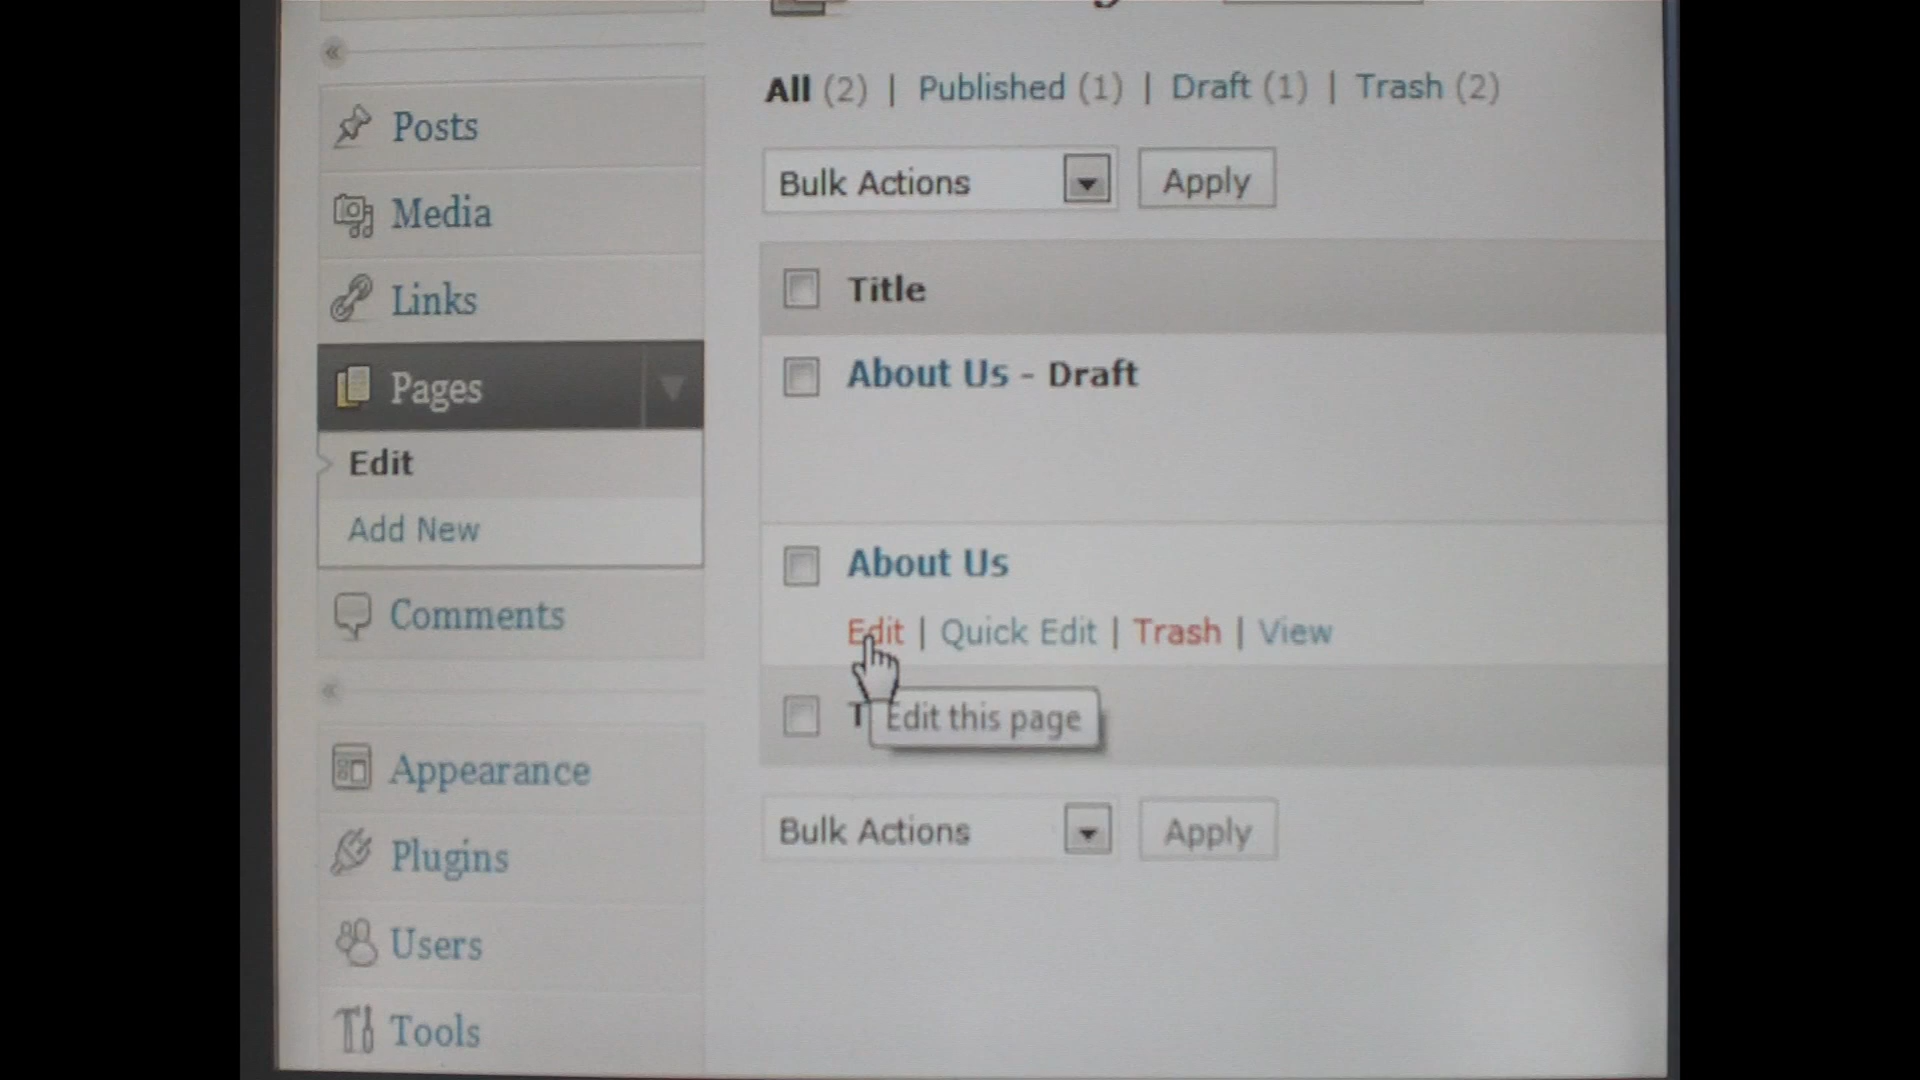 All (2) | Published (1) | Draft (1) | Trash (2)
Bulk Actions Apply
Title
About Us - Draft
About Us
Edit | Quick Edit | Trash | View
Edit this page
Bulk Actions Apply
Posts
Media
Links
Pages
Edit
Add New
Comments
Appearance
Plugins
Users
Tools